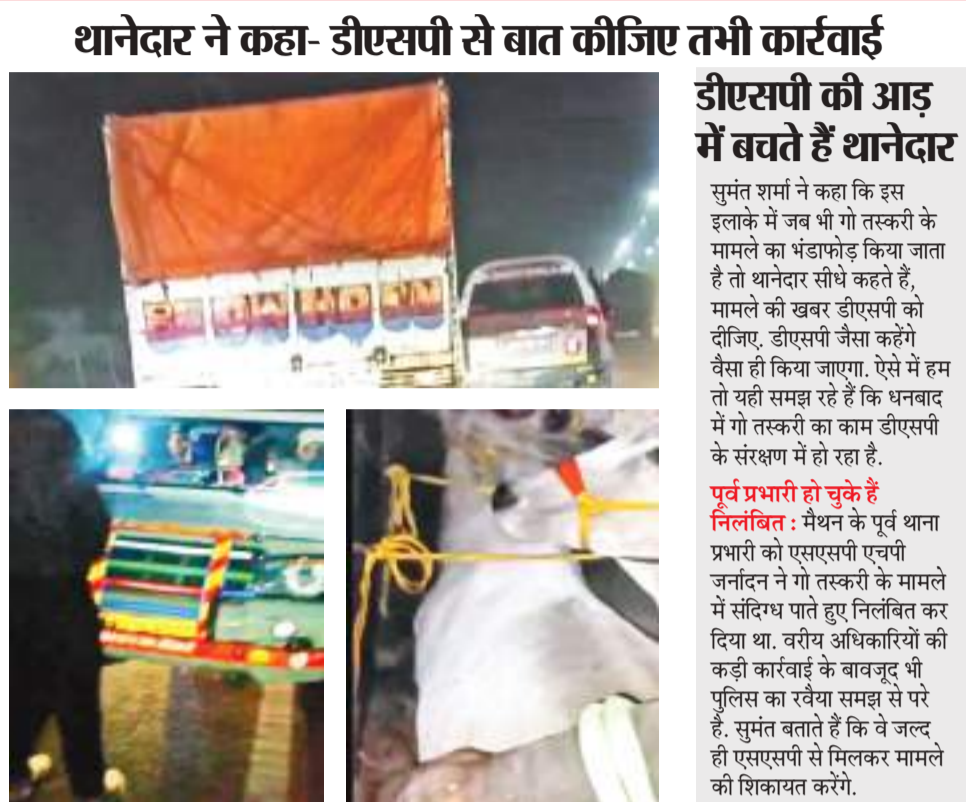 थानेदार ने कहा- डीएसपी से बात कीजिए तभी कार्रवाई
डीएसपी की आड़
में बचते हैं थानेदार
सुमंत शर्मा ने कहा कि इस
इलाके में जब भी गो तस्करी के
मामले का भंडाफोड़ किया जाता
है तो थानेदार सीधे कहते हैं,
मामले की खबर डीएसपी को
दीजिए. डीएसपी जैसा कहेंगे
वैसा ही किया जाएगा. ऐसे में हम
तो यही समझ रहे हैं कि धनबाद
में गो तस्करी का काम डीएसपी
के संरक्षण में हो रहा है.
पूर्व प्रभारी हो चुके हैं
निलंबित : मैथन के पूर्व थाना
प्रभारी को एसएसपी एचपी
जर्नादन ने गो तस्करी के मामले
में संदिग्ध पाते हुए निलंबित कर
दिया था. वरीय अधिकारियों की
कड़ी कार्रवाई के बावजूद भी
पुलिस का रवैया समझ से परे
है. सुमंत बताते हैं कि वे जल्द
ही एसएसपी से मिलकर मामले
की शिकायत करेंगे.